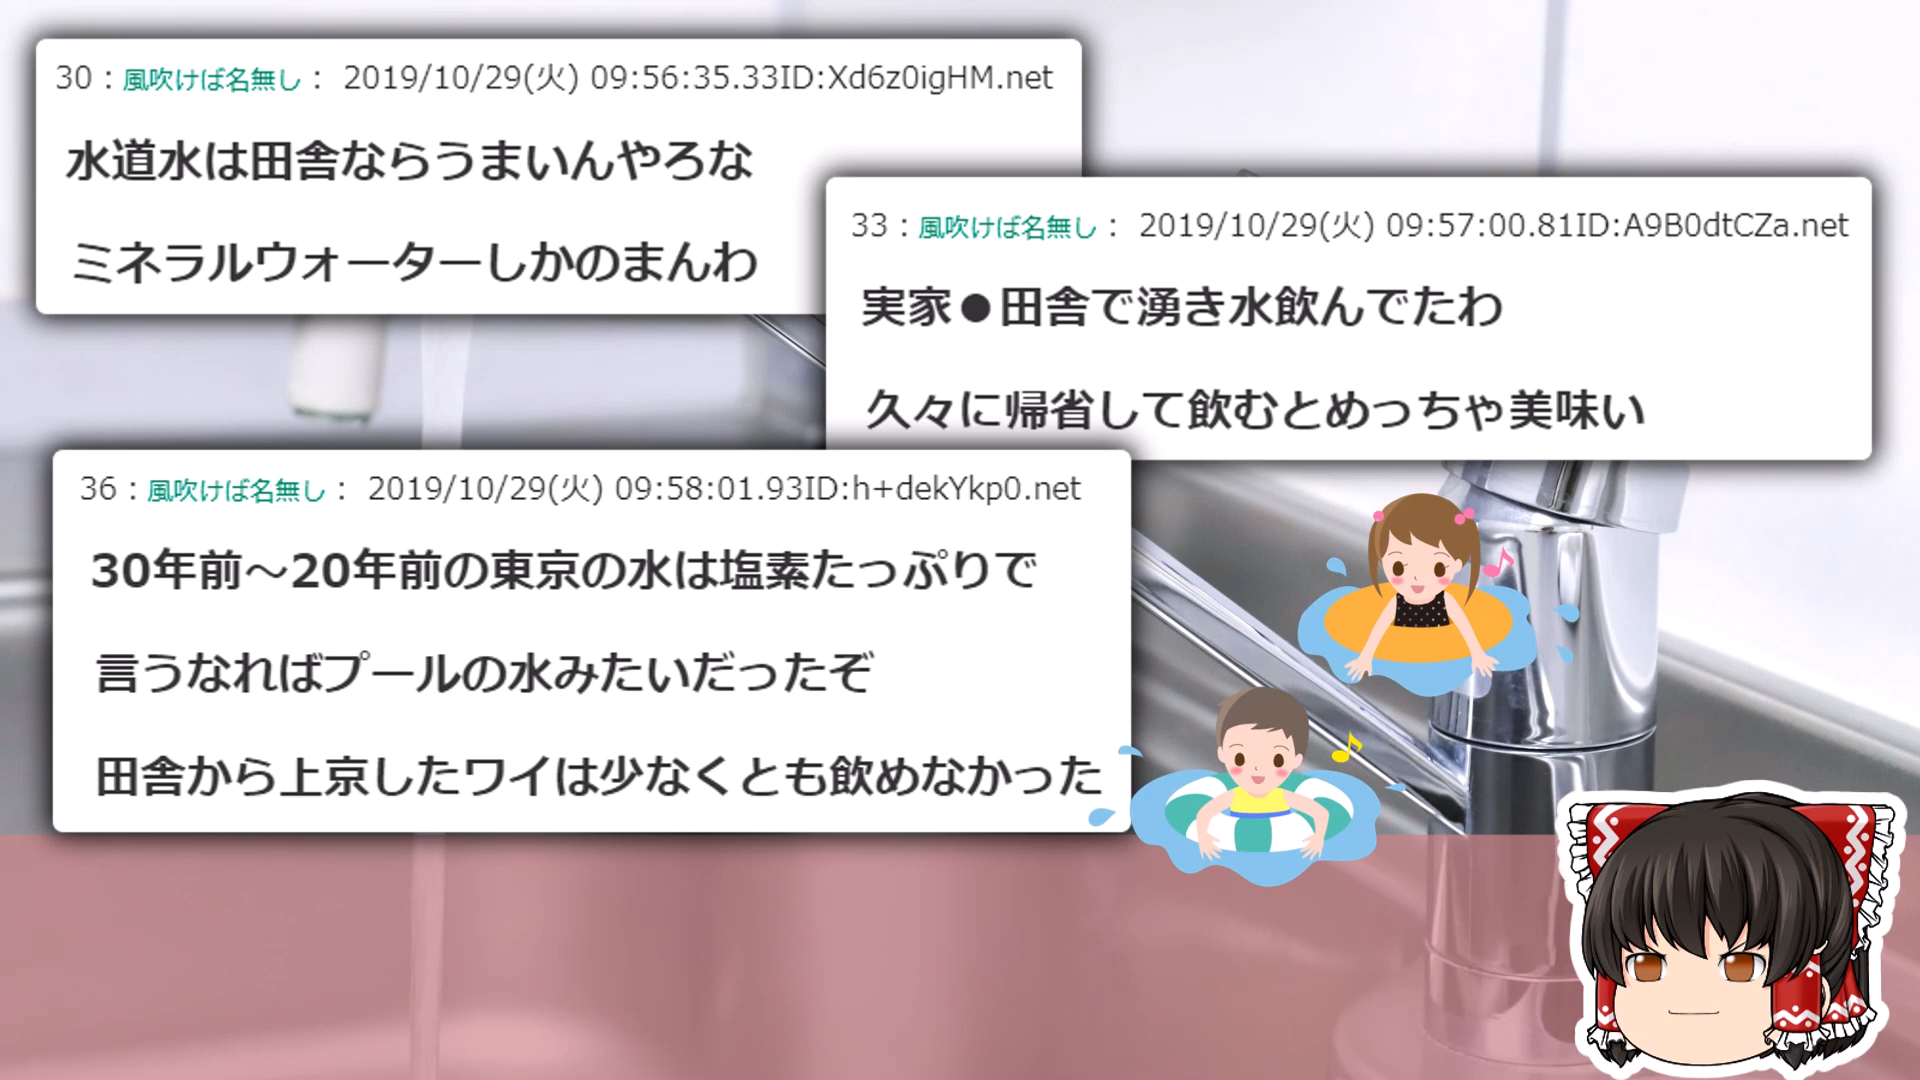 30：風吹けば名無し： 2019/10/29(火) 09:56:35.33ID:Xd6z0igHM.net
水道水は田舎ならうまいんやろな
ミネラルウォーターしかのまんわ
33：風吹けば名無し： 2019/10/29(火) 09:57:00.81ID:A9B0dtCZa.net
実家●田舎で湧き水飲んでたわ
久々に帰省して飲むとめっちゃ美味い
36：風吹けば名無し： 2019/10/29(火) 09:58:01.93ID:h+dekYkp0.net
30年前～20年前の東京の水は塩素たっぷりで
言うなればプールの水みたいだったぞ
田舎から上京したワイは少なくとも飲めなかった